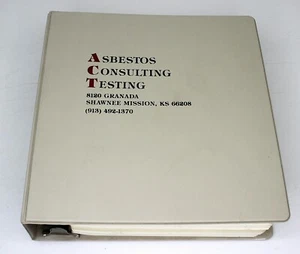 ASBESTOS
CONSULTING
TESTING
8120 GRANADA
SHAWNEE MISSION, KS 66208
(913) 492-1370